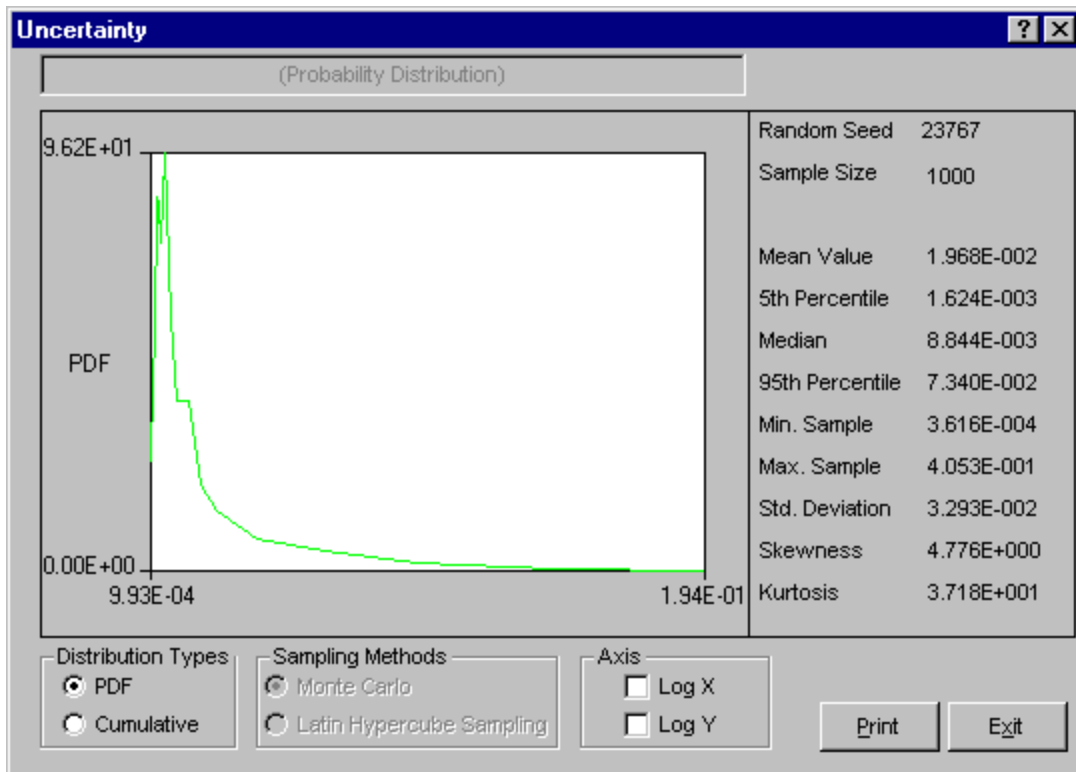 Uncertainty
(Probability Distribution)
9.62E+01
PDF
0.00E+00
9.93E-04
1.94E-01
Random Seed 23767
Sample Size 1000
Mean Value 1.968E-002
5th Percentile 1.624E-003
Median 8.844E-003
95th Percentile 7.340E-002
Min. Sample 3.616E-004
Max. Sample 4.053E-001
Std. Deviation 3.293E-002
Skewness 4.776E+000
Kurtosis 3.718E+001
Distribution Types
PDF
Cumulative
Sampling Methods
Monte Carlo
Latin Hypercube Sampling
Axis
Log X
Log Y
Print
Exit